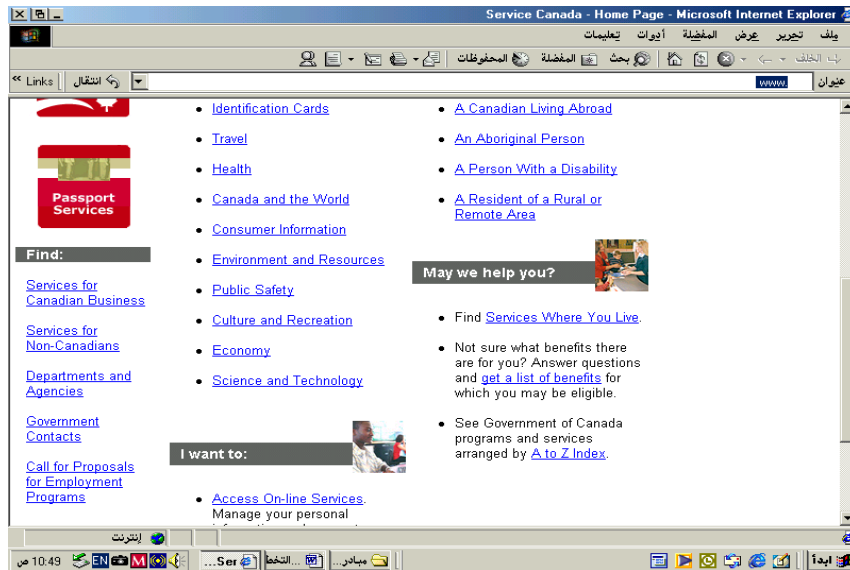 Service Canada - Home Page - Microsoft Internet Explorer
ملف تحرير عرض المفضلة أدوات تعليمات
الخلف بحث المفضلة المحفوظات
عنوان www. انتقال Links
Passport
Services
Find:
Services for
Canadian Business
Services for
Non-Canadians
Departments and
Agencies
Government
Contacts
Call for Proposals
for Employment
Programs
Identification Cards
Travel
Health
Canada and the World
Consumer Information
Environment and Resources
Public Safety
Culture and Recreation
Economy
Science and Technology
I want to:
Access On-line Services.
Manage your personal
A Canadian Living Abroad
An Aboriginal Person
A Person With a Disability
A Resident of a Rural or
Remote Area
May we help you?
Find Services Where You Live.
Not sure what benefits there
are for you? Answer questions
and get a list of benefits for
which you may be eligible.
See Government of Canada
programs and services
arranged by A to Z Index.
إنترنت
ابدأ مبادر... التخط... Ser... EN 10:49 ص